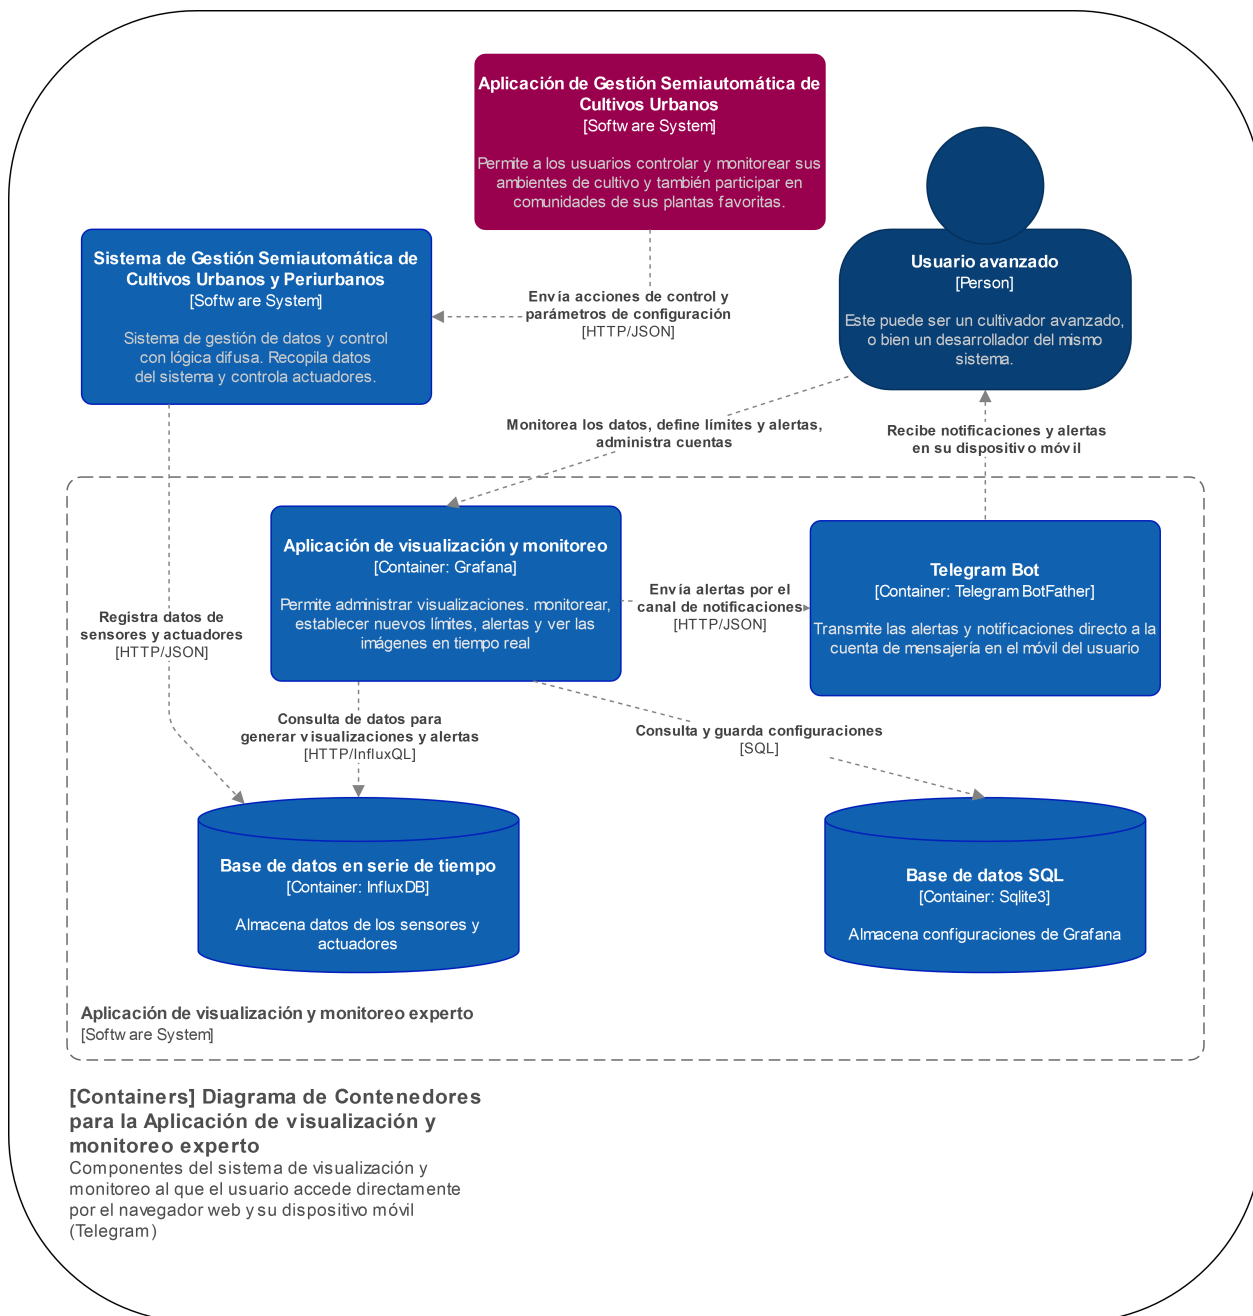 Aplicación de Gestión Semiautomática de
Cultivos Urbanos
[Software System]
Permite a los usuarios controlar y monitorear sus
ambientes de cultivo y también participar en
comunidades de sus plantas favoritas.
Sistema de Gestión Semiautomática de
Cultivos Urbanos y Periurbanos
[Software System]
Sistema de gestión de datos y control
con lógica difusa. Recopila datos
del sistema y controla actuadores.
Envía acciones de control y
parámetros de configuración
[HTTP/JSON]
Usuario avanzado
[Person]
Este puede ser un cultivador avanzado,
o bien un desarrollador del mismo
sistema.
Monitorea los datos, define límites y alertas,
administra cuentas
Recibe notificaciones y alertas
en su dispositivo móvil
Aplicación de visualización y monitoreo
[Container: Grafana]
Permite administrar visualizaciones. monitorear,
establecer nuevos límites, alertas y ver las
imágenes en tiempo real
Envía alertas por el
canal de notificaciones
[HTTP/JSON]
Telegram Bot
[Container: Telegram BotFather]
Transmite las alertas y notificaciones directo a la
cuenta de mensajería en el móvil del usuario
Registra datos de
sensores y actuadores
[HTTP/JSON]
Consulta de datos para
generar visualizaciones y alertas
[HTTP/InfluxQL]
Consulta y guarda configuraciones
[SQL]
Base de datos en serie de tiempo
[Container: InfluxDB]
Almacena datos de los sensores y
actuadores
Base de datos SQL
[Container: Sqlite3]
Almacena configuraciones de Grafana
Aplicación de visualización y monitoreo experto
[Software System]
[Containers] Diagrama de Contenedores
para la Aplicación de visualización y
monitoreo experto
Componentes del sistema de visualización y
monitoreo al que el usuario accede directamente
por el navegador web y su dispositivo móvil
(Telegram)